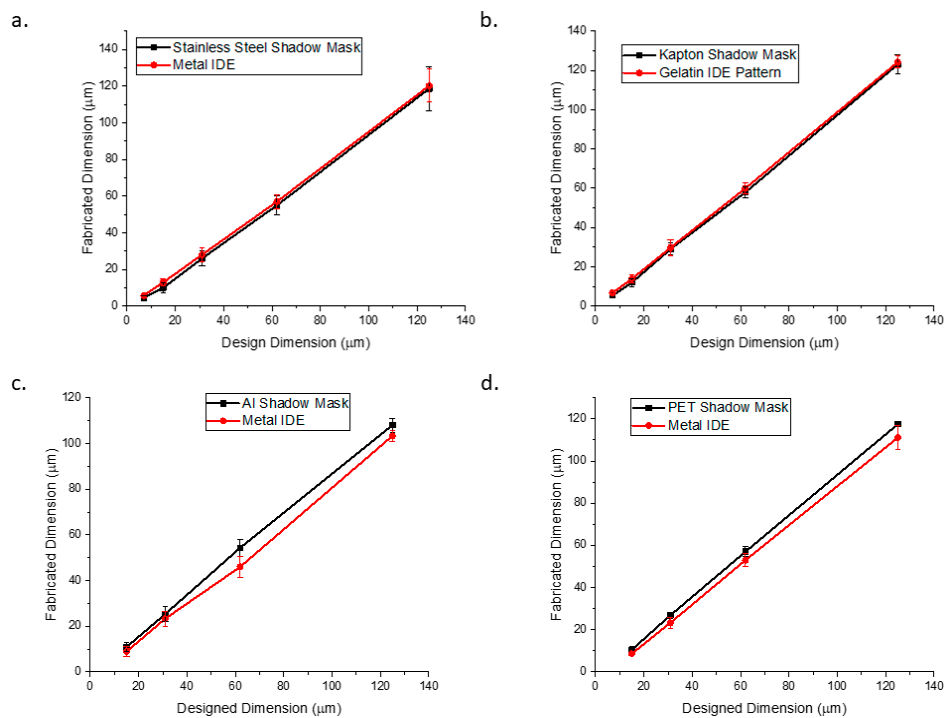 a.
Stainless Steel Shadow Mask
Metal IDE
Fabricated Dimension (μm)
140
120
100
80
60
40
20
0
0 20 40 60 80 100 120 140
Design Dimension (μm)
b.
Kapton Shadow Mask
Gelatin IDE Pattern
Fabricated Dimension (μm)
140
120
100
80
60
40
20
0
0 20 40 60 80 100 120 140
Design Dimension (μm)
c.
Al Shadow Mask
Metal IDE
Fabricated Dimension (μm)
120
100
80
60
40
20
0
0 20 40 60 80 100 120 140
Designed Dimension (μm)
d.
PET Shadow Mask
Metal IDE
Fabricated Dimension (μm)
120
100
80
60
40
20
0
0 20 40 60 80 100 120 140
Designed Dimension (μm)